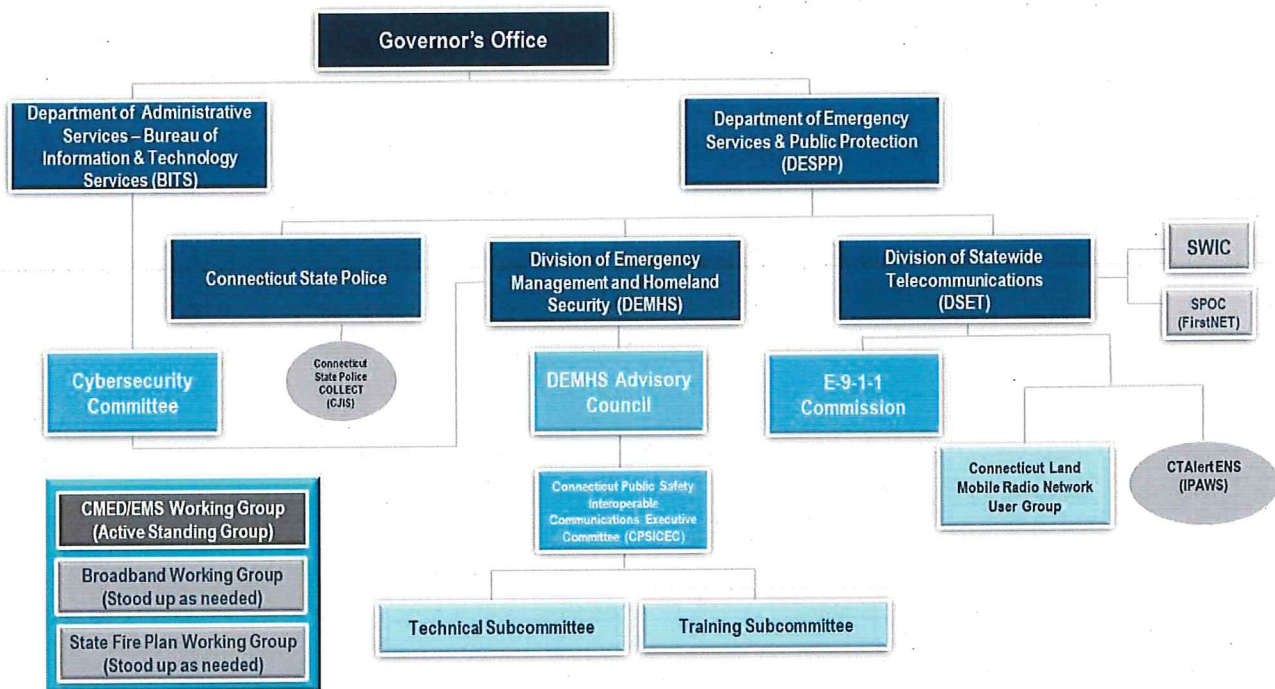 Governor's Office
Department of Administrative
Services – Bureau of
Information & Technology
Services (BITS)
Department of Emergency
Services & Public Protection
(DESPP)
Connecticut State Police
Division of Emergency
Management and Homeland
Security (DEMHS)
Division of Statewide
Telecommunications
(DSET)
SWIC
SPOC
(FirstNET)
Cybersecurity
Committee
Connecticut
State Police
COLLECT
(CJIS)
DEMHS Advisory
Council
E-9-1-1
Commission
Connecticut Land
Mobile Radio Network
User Group
CTAlertENS
(IPAWS)
Connecticut Public Safety
Interoperable
Communications Executive
Committee (CPSICEC)
CMED/EMS Working Group
(Active Standing Group)
Broadband Working Group
(Stood up as needed)
State Fire Plan Working Group
(Stood up as needed)
Technical Subcommittee
Training Subcommittee